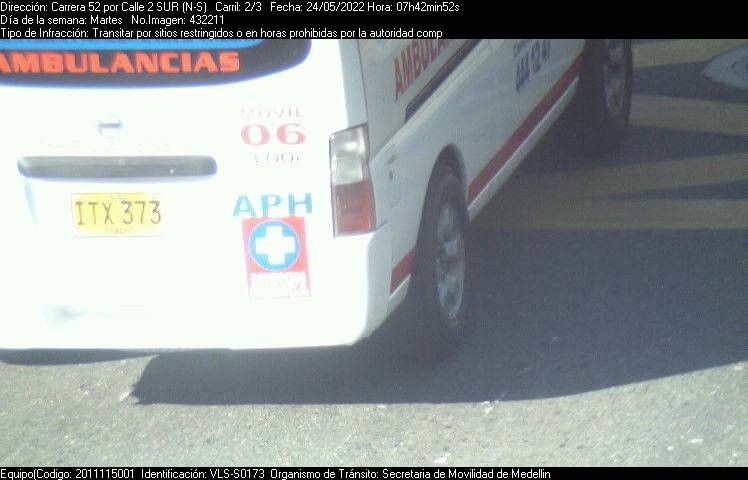 Dirección: Carrera 52 por Calle 2 SUR (N-S) Carril: 2/3 Fecha: 24/05/2022 Hora: 07h42min52s
Día de la semana: Martes No.Imagen: 432211
Tipo de Infracción: Transitar por sitios restringidos o en horas prohibidas por la autoridad comp
AMBULANCIAS
MOVIL
06
APH
ITX 373
MISION
AMBUL
Equipo(Codigo: 2011115001 Identificación: VLS-S0173 Organismo de Tránsito: Secretaria de Movilidad de Medellin